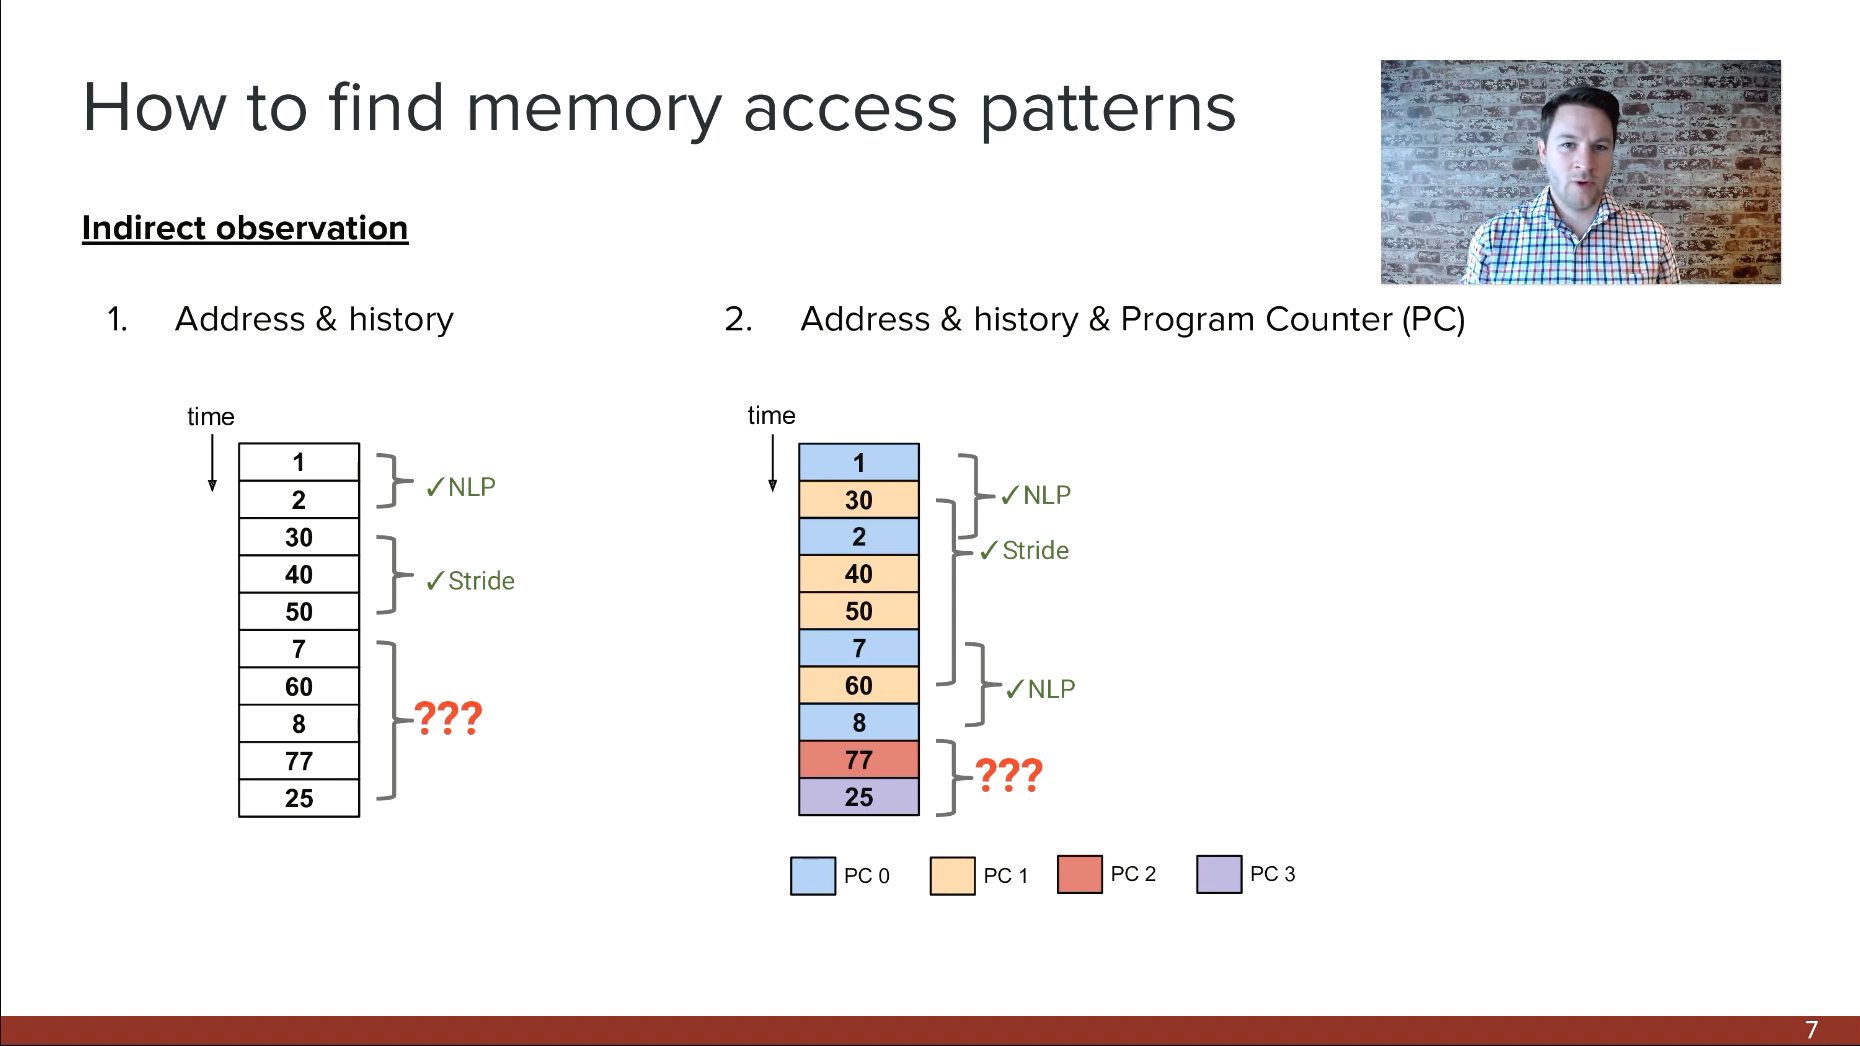 How to find memory access patterns
Indirect observation
1. Address & history
time
1
2
30
40
50
7
60
8
77
25
✓NLP
✓Stride
???
2. Address & history & Program Counter (PC)
time
1
30
2
40
50
7
60
8
77
25
✓NLP
✓Stride
✓NLP
???
PC 0 PC 1 PC 2 PC 3
7